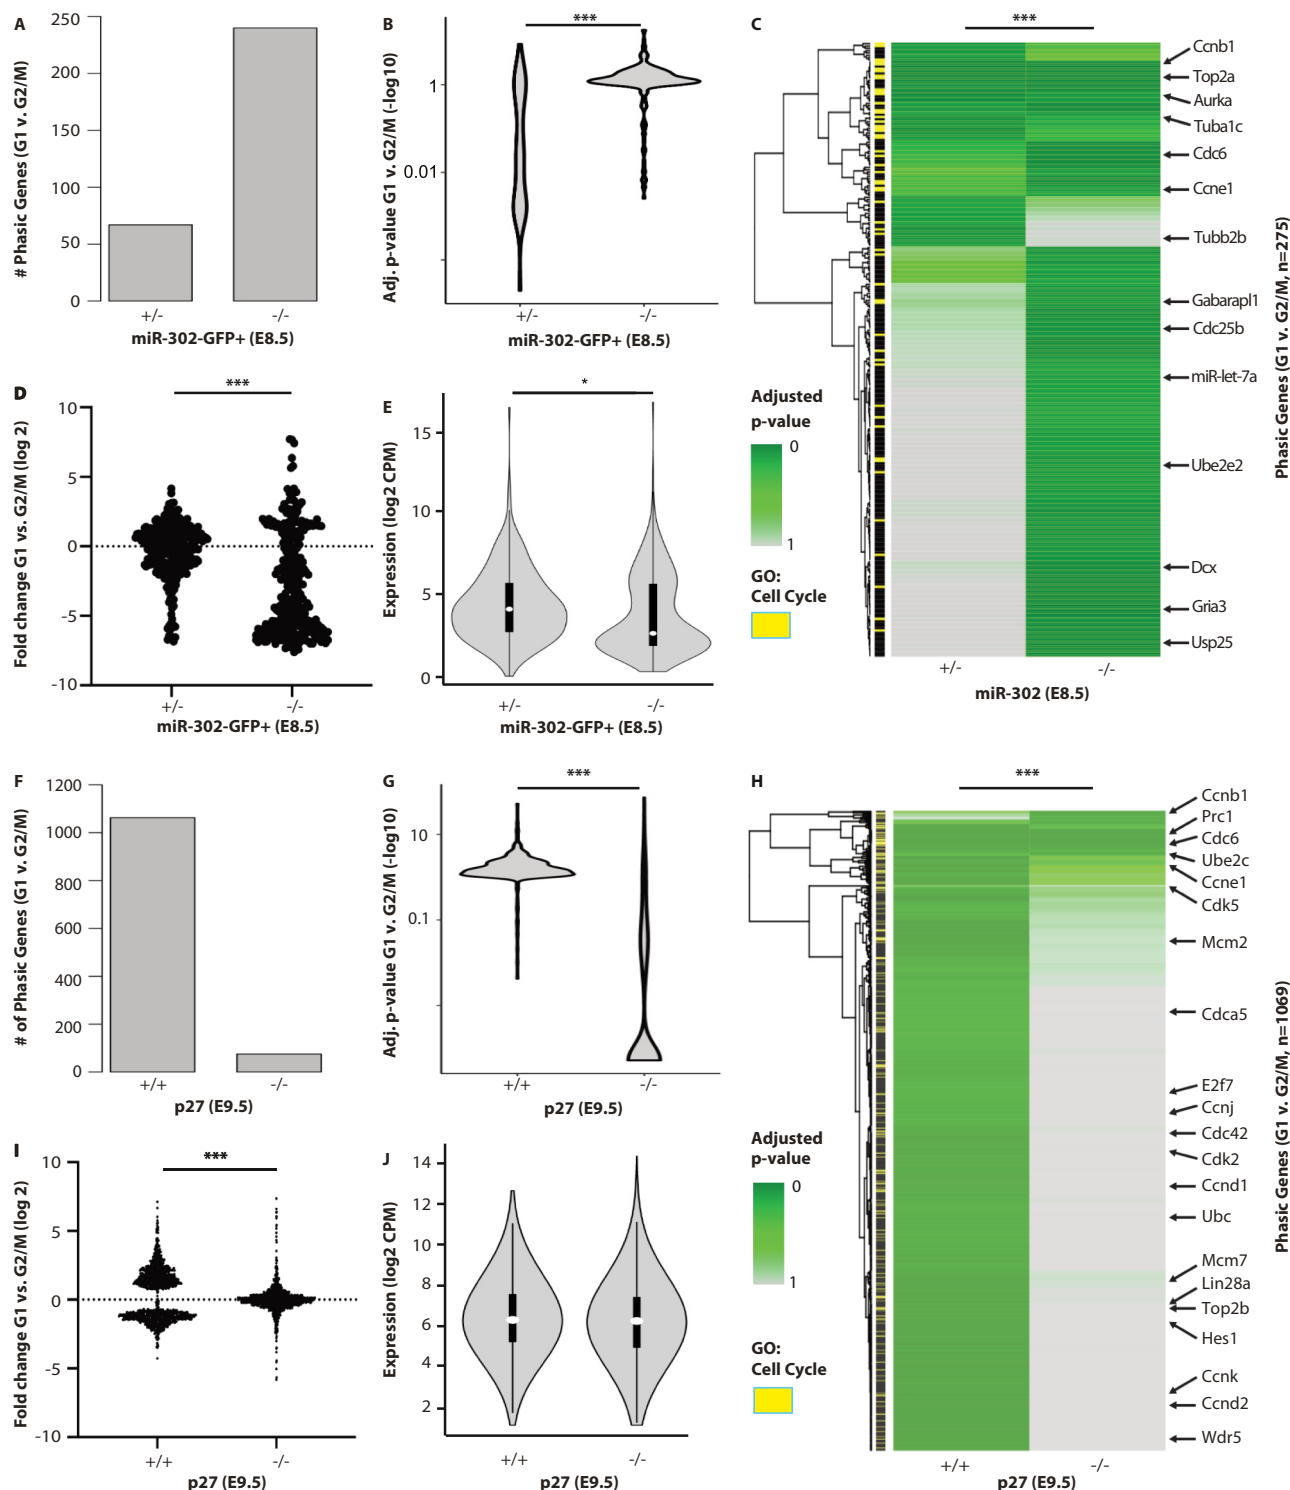 A
# Phasic Genes (G1 v. G2/M)
250
200
150
100
50
0
+/-
-/-
miR-302-GFP+ (E8.5)
B
***
Adj. p-value G1 v. G2/M (-log10)
1
0.01
+/-
-/-
miR-302-GFP+ (E8.5)
C
***
Ccnb1
Top2a
Aurka
Tuba1c
Cdc6
Ccne1
Tubb2b
Gabarapl1
Cdc25b
miR-let-7a
Ube2e2
Dcx
Gria3
Usp25
Phasic Genes (G1 v. G2/M, n=275)
+/-
-/-
miR-302 (E8.5)
Adjusted
p-value
0
1
GO:
Cell Cycle
D
***
Fold change G1 vs. G2/M (log 2)
10
5
0
-5
-10
+/-
-/-
miR-302-GFP+ (E8.5)
E
*
Expression (log2 CPM)
15
10
5
0
+/-
-/-
miR-302-GFP+ (E8.5)
F
# of Phasic Genes (G1 v. G2/M)
1200
1000
800
600
400
200
0
+/+
-/-
p27 (E9.5)
G
***
Adj. p-value G1 v. G2/M (-log10)
10
0.1
+/+
-/-
p27 (E9.5)
H
***
Ccnb1
Prc1
Cdc6
Ube2c
Ccne1
Cdk5
Mcm2
Cdca5
E2f7
Ccnj
Cdc42
Cdk2
Ccnd1
Ubc
Mcm7
Lin28a
Top2b
Hes1
Ccnk
Ccnd2
Wdr5
Phasic Genes (G1 v. G2/M, n=1069)
+/+
-/-
p27 (E9.5)
Adjusted
p-value
0
1
GO:
Cell Cycle
I
***
Fold change G1 vs. G2/M (log 2)
10
5
0
-5
-10
+/+
-/-
p27 (E9.5)
J
Expression (log2 CPM)
14
12
10
8
6
4
2
+/+
-/-
p27 (E9.5)